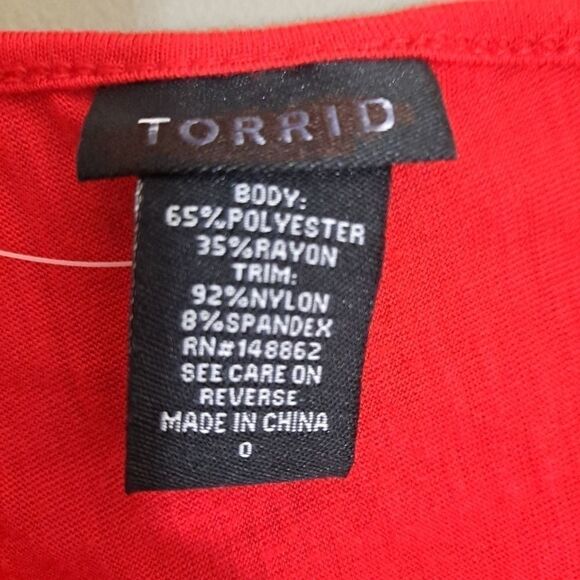 TORRID
BODY:
65%POLYESTER
35%RAYON
TRIM:
92%NYLON
8%SPANDEX
RN#148862
SEE CARE ON
REVERSE
MADE IN CHINA
0